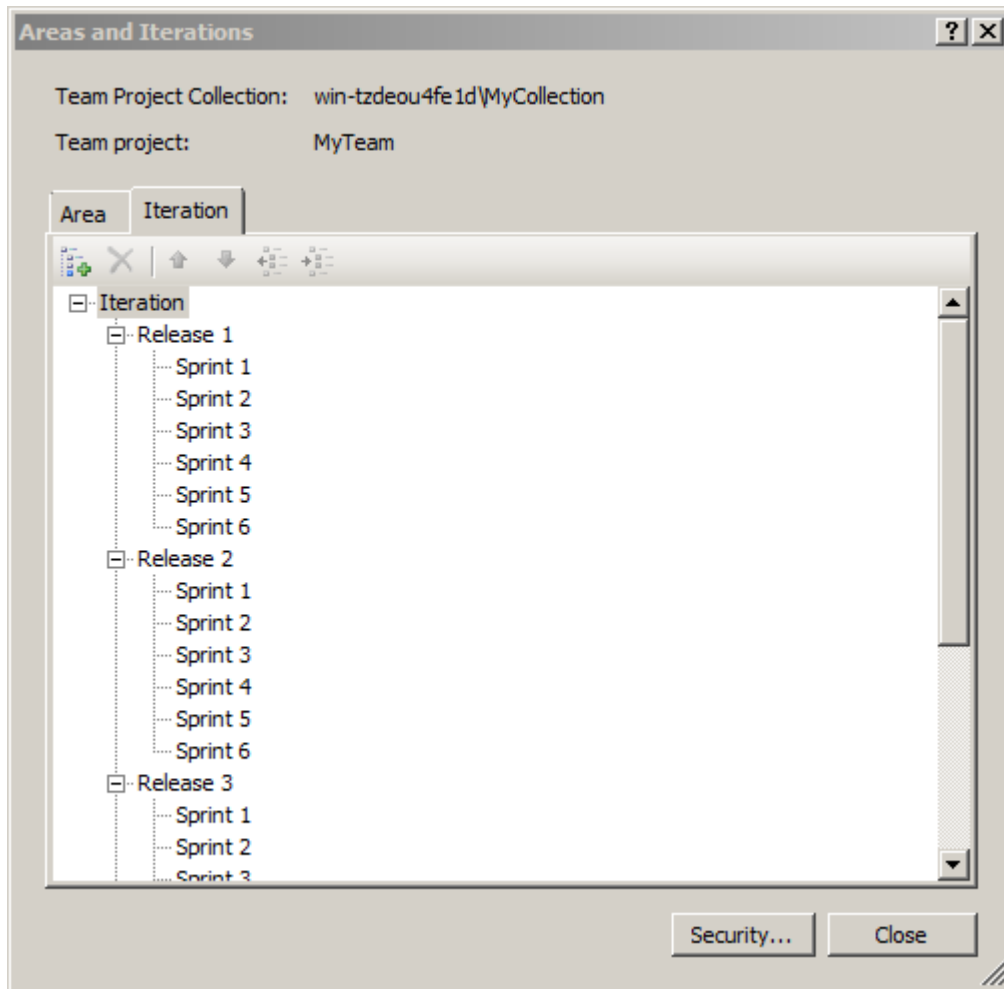 Areas and Iterations
Team Project Collection: win-tzdeou4fe1d\MyCollection
Team project: MyTeam
Area Iteration
Iteration
Release 1
Sprint 1
Sprint 2
Sprint 3
Sprint 4
Sprint 5
Sprint 6
Release 2
Sprint 1
Sprint 2
Sprint 3
Sprint 4
Sprint 5
Sprint 6
Release 3
Sprint 1
Sprint 2
Sprint 3
Security... Close